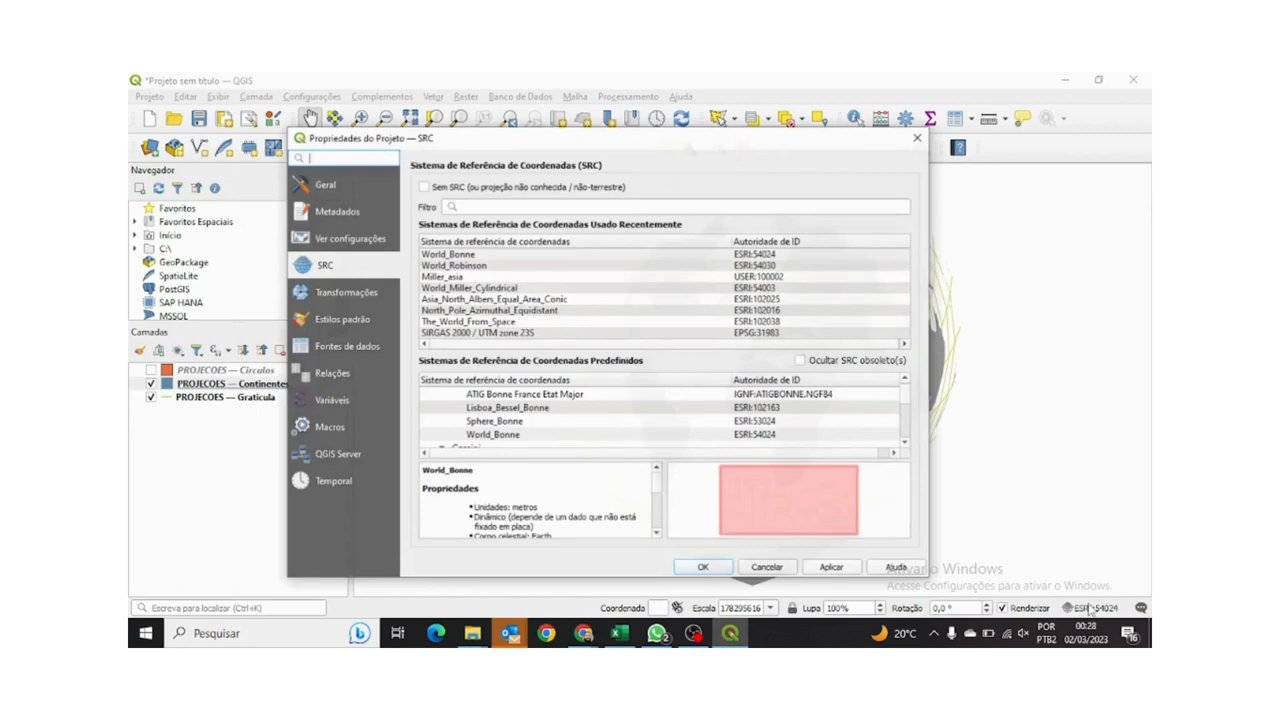 *Projeto sem título — QGIS
Projeto Editar Exibir Camada Configurações Complementos Vetor Raster Banco de Dados Malha Processamento Ajuda
Propriedades do Projeto — SRC
Navegador
Favoritos
Favoritos Espaciais
Início
C:\
GeoPackage
SpatiaLite
PostGIS
SAP HANA
MSSQL
Camadas
PROJECOES — Circulos
PROJECOES — Continentes
PROJECOES — Graticula
Geral
Metadados
Ver configurações
SRC
Transformações
Estilos padrão
Fontes de dados
Relações
Variáveis
Macros
QGIS Server
Temporal
Sistema de Referência de Coordenadas (SRC)
Sem SRC (ou projeção não conhecida / não-terrestre)
Filtro
Sistemas de Referência de Coordenadas Usado Recentemente
Sistema de referência de coordenadas Autoridade de ID
World_Bonne ESRI:54024
World_Robinson ESRI:54030
Miller_asia USER:100002
World_Miller_Cylindrical ESRI:54003
Asia_North_Albers_Equal_Area_Conic ESRI:102025
North_Pole_Azimuthal_Equidistant ESRI:102016
The_World_From_Space ESRI:102038
SIRGAS 2000 / UTM zone 23S EPSG:31983
Sistemas de Referência de Coordenadas Predefinidos Ocultar SRC obsoleto(s)
Sistema de referência de coordenadas Autoridade de ID
ATIG Bonne France Etat Major IGNF:ATIGBONNE.NGF84
Lisboa_Bessel_Bonne ESRI:102163
Sphere_Bonne ESRI:53024
World_Bonne ESRI:54024
World_Bonne
Propriedades
•Unidades: metros
•Dinâmico (depende de um dado que não está
fixado em placa)
•Corpo celestial: Earth
OK Cancelar Aplicar Ajuda
Windows
Acesse Configurações para ativar o Windows.
Escreva para localizar (Ctrl+K) Coordenada Escala 178295616 Lupa 100% Rotação 0,0 ° Renderizar ESRI:54024
Pesquisar 2 20°C POR 00:28
PTB2 02/03/2023 16